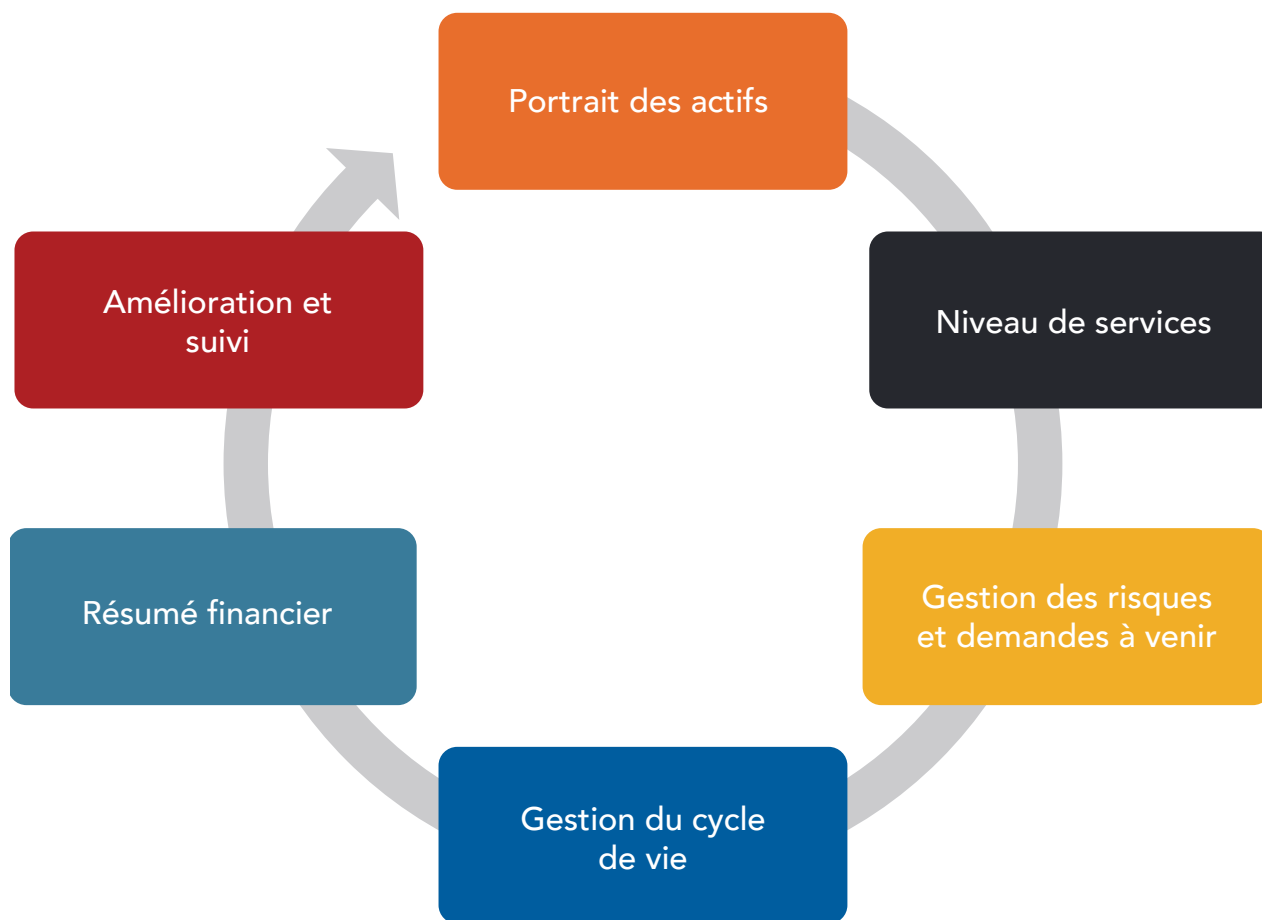 Portrait des actifs
Niveau de services
Gestion des risques
et demandes à venir
Gestion du cycle
de vie
Résumé financier
Amélioration et
suivi